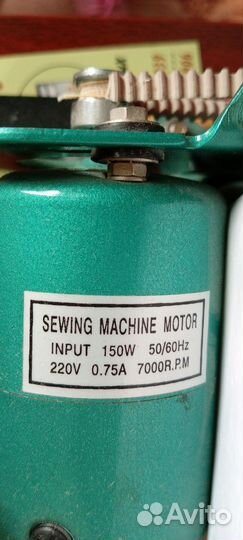 SEWING MACHINE MOTOR
INPUT 150W 50/60Hz
220V 0.75A 7000R.P.M
Avito